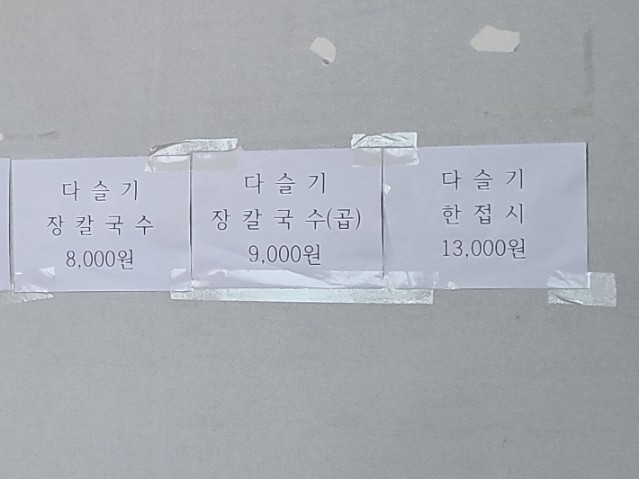 다슬기
장칼국수
8,000원
다슬기
장칼국수(곱)
9,000원
다슬기
한접시
13,000원